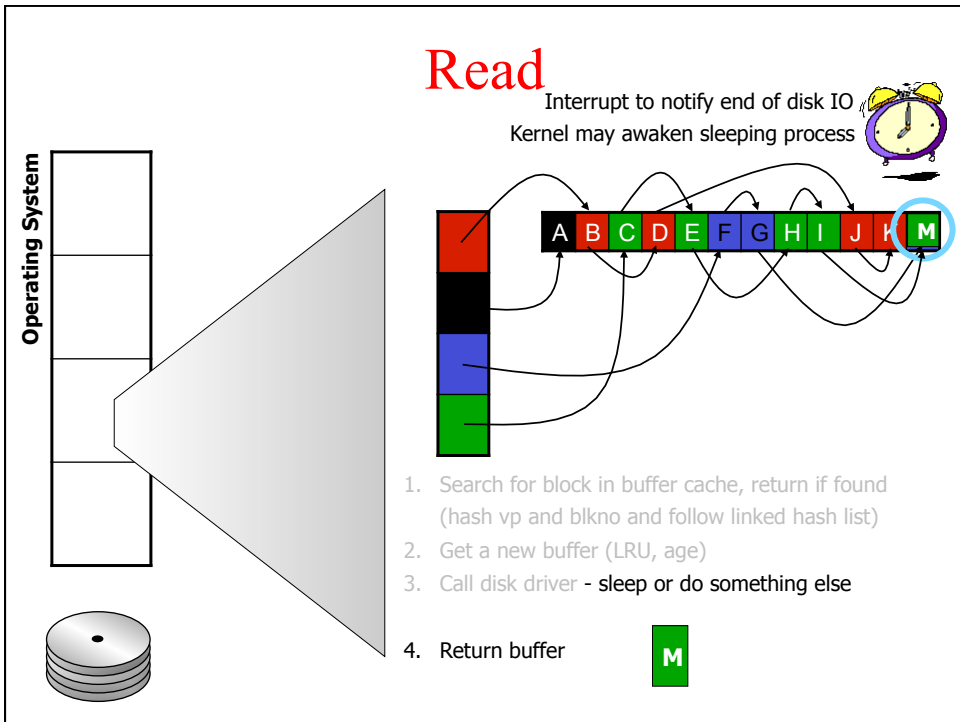 Read
Interrupt to notify end of disk IO
Kernel may awaken sleeping process
Operating System
A B C D E F G H I J K M
1. Search for block in buffer cache, return if found
(hash vp and blkno and follow linked hash list)
2. Get a new buffer (LRU, age)
3. Call disk driver - sleep or do something else
4. Return buffer
M